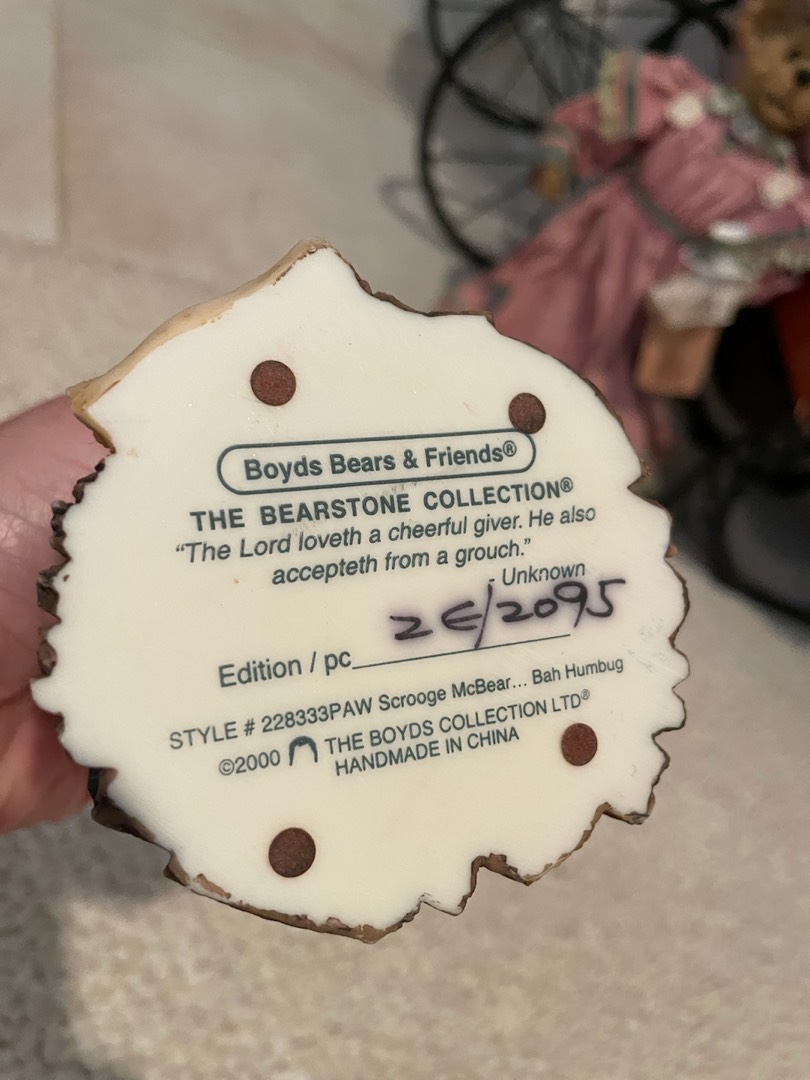 Boyds Bears & Friends®
THE BEARSTONE COLLECTION®
“The Lord loveth a cheerful giver. He also
accepteth from a grouch.”
- Unknown
Edition / pc 2E/2095
STYLE # 228333PAW Scrooge McBear... Bah Humbug
©2000 THE BOYDS COLLECTION LTD®
HANDMADE IN CHINA